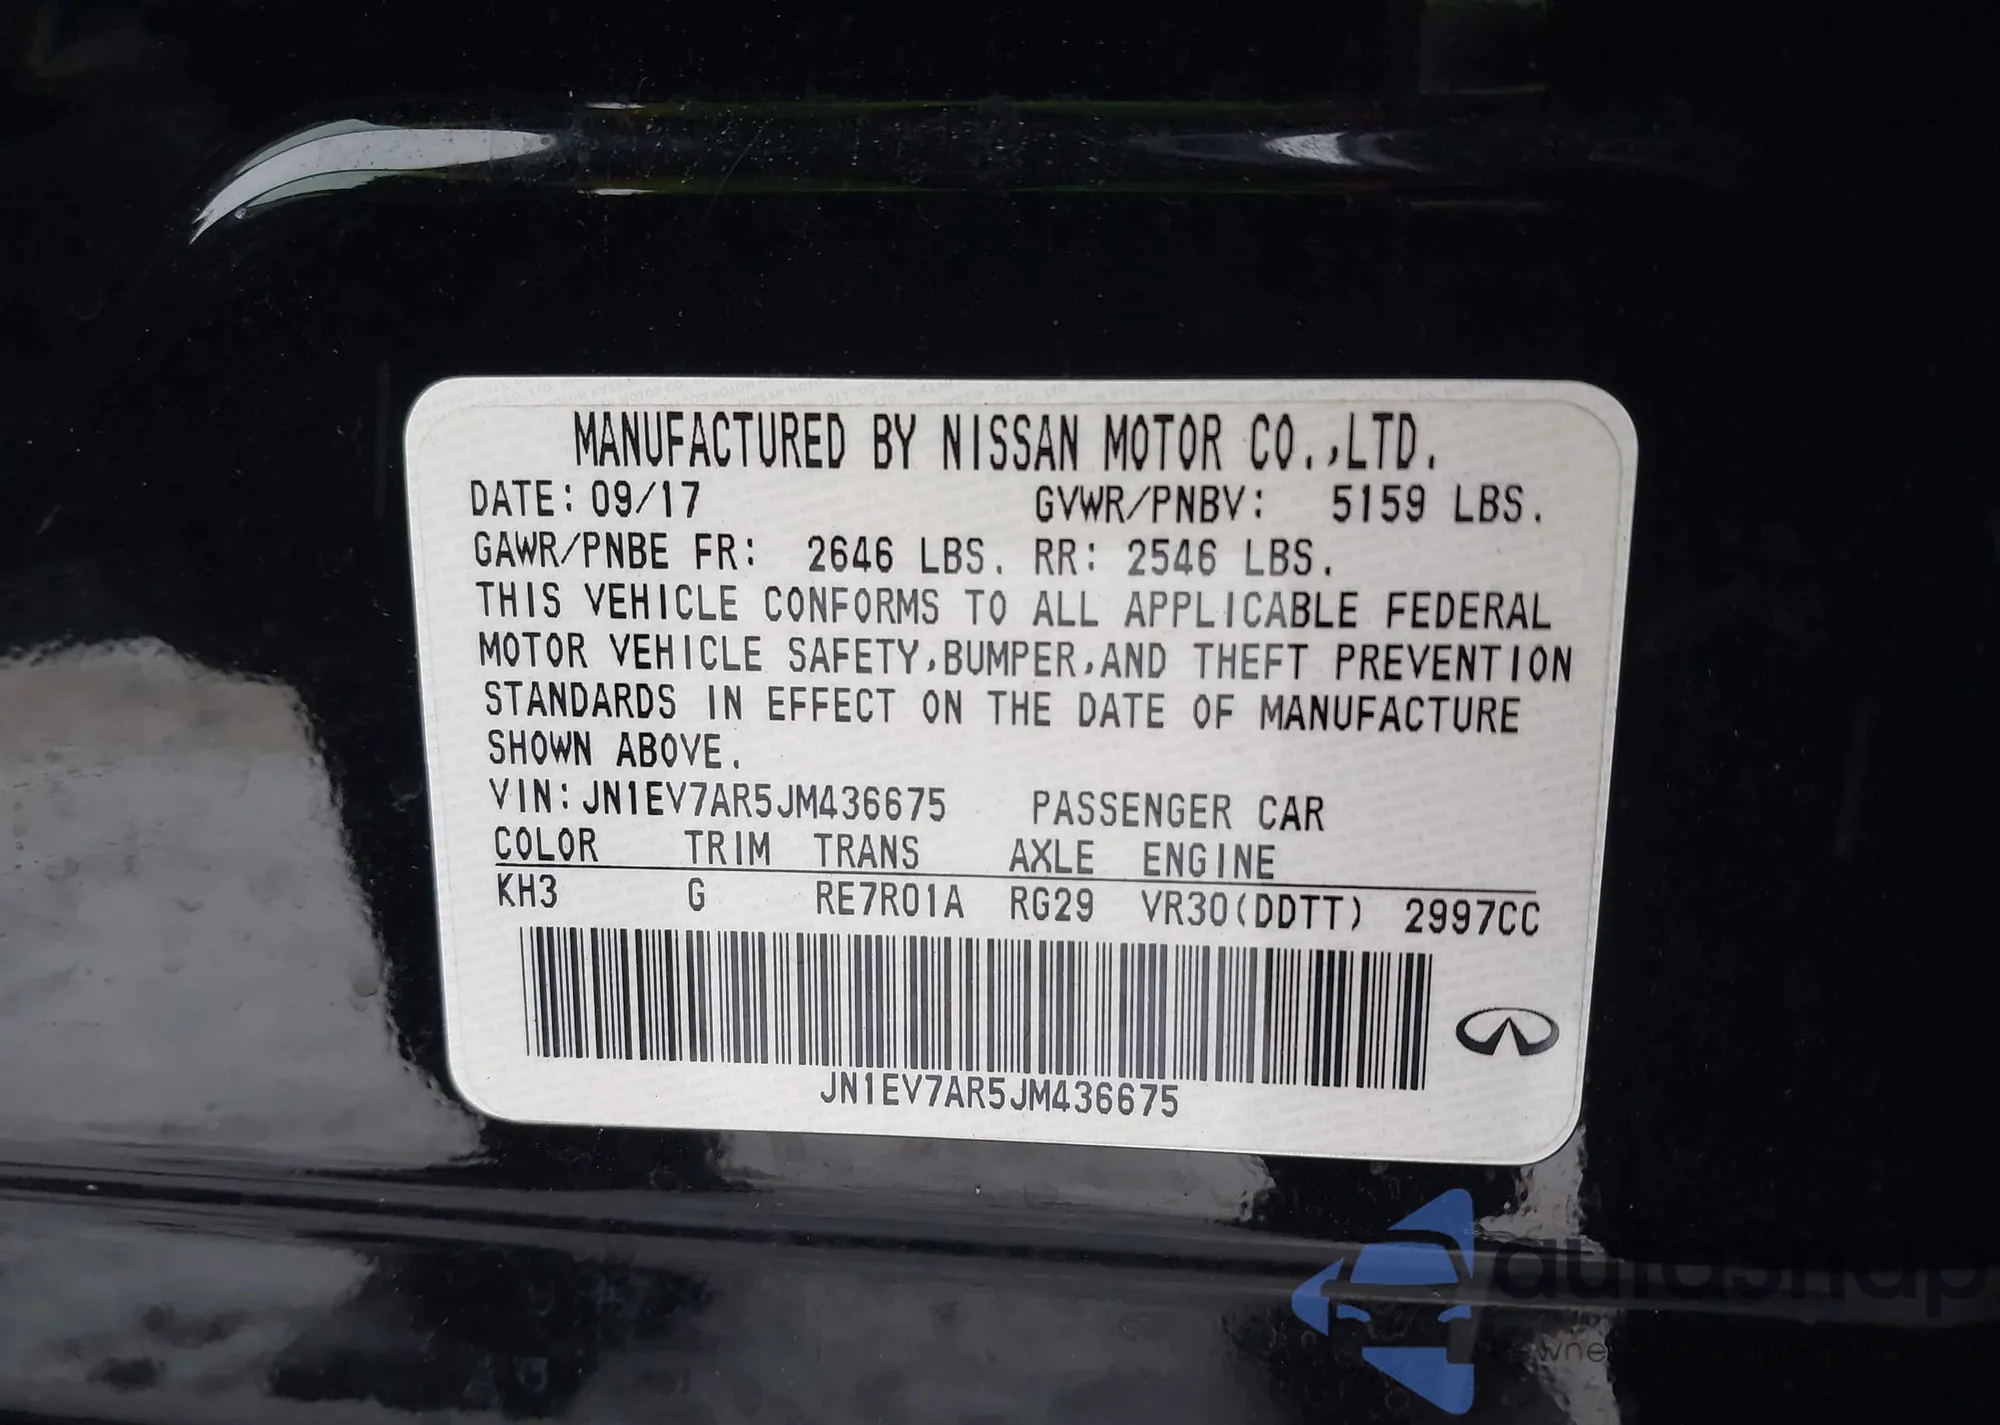 MANUFACTURED BY NISSAN MOTOR CO.,LTD.
DATE: 09/17 GVWR/PNBV: 5159 LBS.
GAWR/PNBE FR: 2646 LBS. RR: 2546 LBS.
THIS VEHICLE CONFORMS TO ALL APPLICABLE FEDERAL
MOTOR VEHICLE SAFETY,BUMPER,AND THEFT PREVENTION
STANDARDS IN EFFECT ON THE DATE OF MANUFACTURE
SHOWN ABOVE.
VIN: JN1EV7AR5JM436675 PASSENGER CAR
COLOR TRIM TRANS AXLE ENGINE
KH3 G RE7R01A RG29 VR30(DDTT) 2997CC
JN1EV7AR5JM436675
autosnap